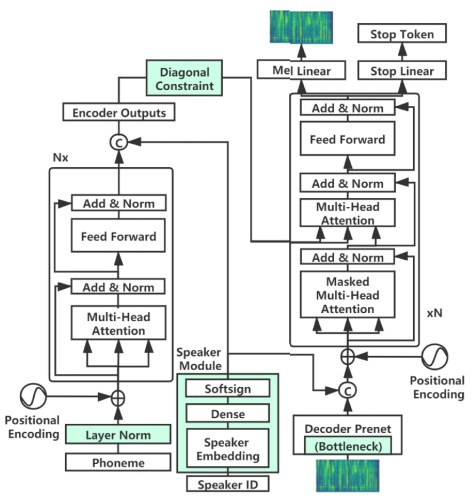 Stop Token
Mel Linear
Stop Linear
Diagonal
Constraint
Encoder Outputs
C
Nx
Add & Norm
Feed Forward
Add & Norm
Multi-Head
Attention
Positional
Encoding
Layer Norm
Phoneme
Speaker
Module
Softsign
Dense
Speaker
Embedding
Speaker ID
Add & Norm
Feed Forward
Add & Norm
Multi-Head
Attention
Add & Norm
Masked
Multi-Head
Attention
xN
Positional
Encoding
C
Decoder Prenet
(Bottleneck)